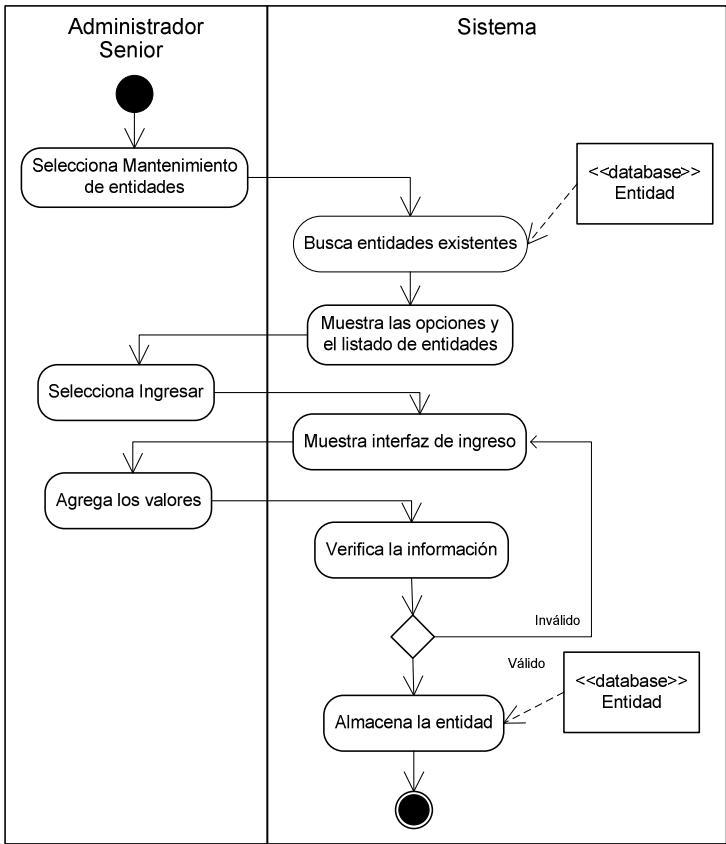 Administrador
Senior
Sistema
Selecciona Mantenimiento
de entidades
<<database>>
Entidad
Busca entidades existentes
Muestra las opciones y
el listado de entidades
Selecciona Ingresar
Muestra interfaz de ingreso
Agrega los valores
Verifica la información
Inválido
Válido
<<database>>
Entidad
Almacena la entidad